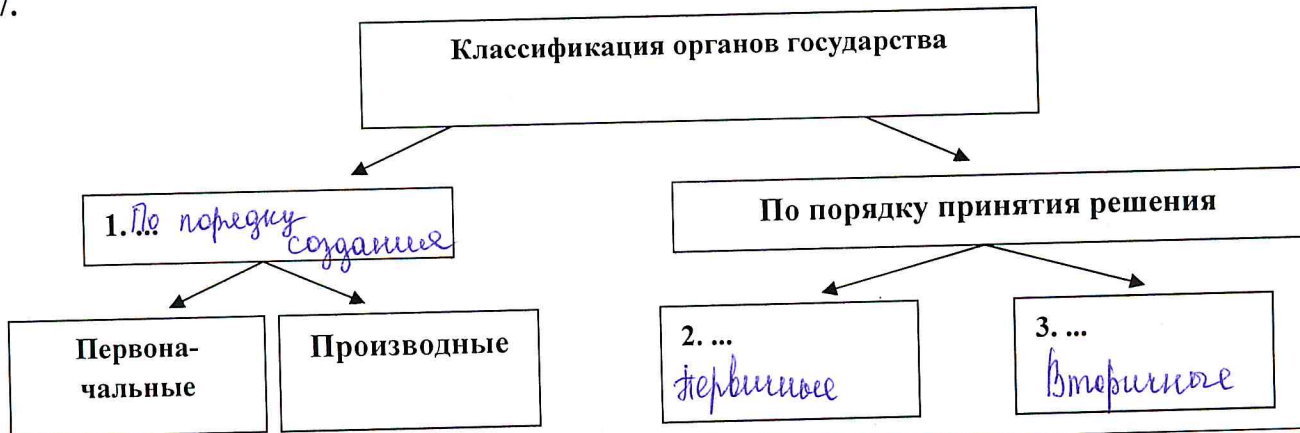 7.
Классификация органов государства
1. ... По порядку
создания
По порядку принятия решения
Первона-
чальные
Производные
2. ...
Первичные
3. ...
Вторичные